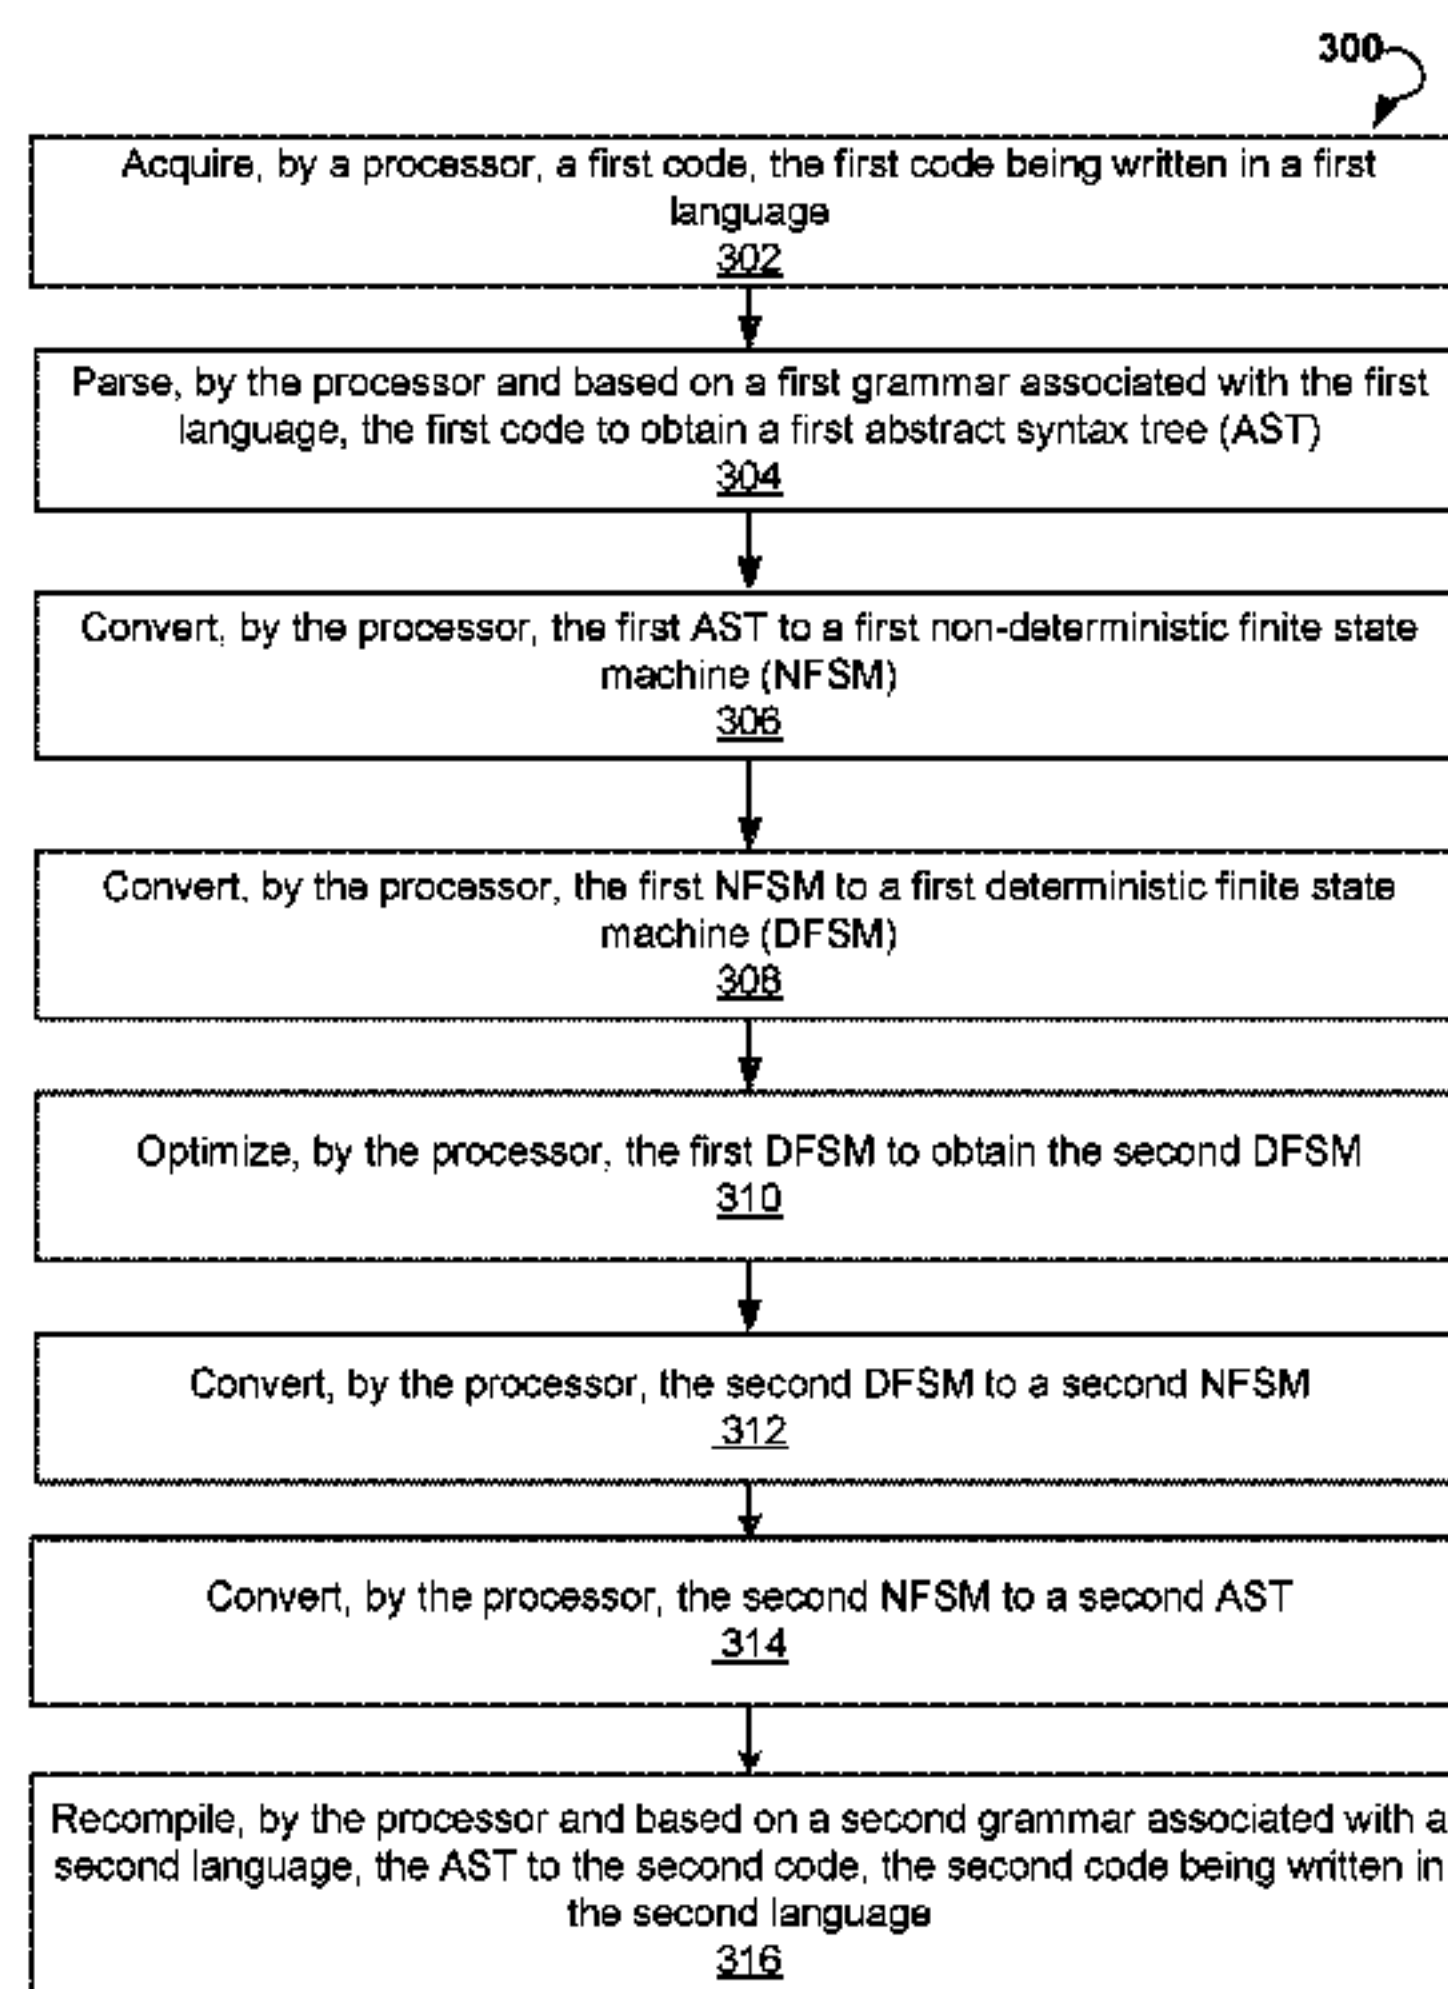 300
Acquire, by a processor, a first code, the first code being written in a first
language
302
Parse, by the processor and based on a first grammar associated with the first
language, the first code to obtain a first abstract syntax tree (AST)
304
Convert, by the processor, the first AST to a first non-deterministic finite state
machine (NFSM)
306
Convert, by the processor, the first NFSM to a first deterministic finite state
machine (DFSM)
308
Optimize, by the processor, the first DFSM to obtain the second DFSM
310
Convert, by the processor, the second DFSM to a second NFSM
312
Convert, by the processor, the second NFSM to a second AST
314
Recompile, by the processor and based on a second grammar associated with a
second language, the AST to the second code, the second code being written in
the second language
316